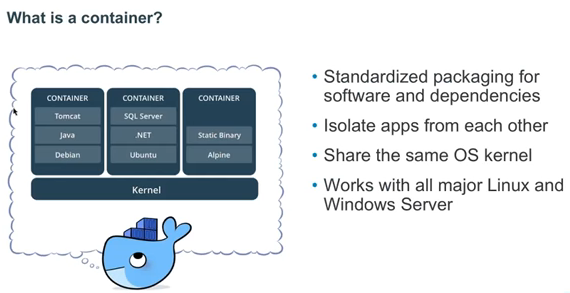 What is a container?
CONTAINER
Tomcat
Java
Debian
CONTAINER
SQL Server
.NET
Ubuntu
CONTAINER
Static Binary
Alpine
Kernel
• Standardized packaging for
software and dependencies
• Isolate apps from each other
• Share the same OS kernel
• Works with all major Linux and
Windows Server